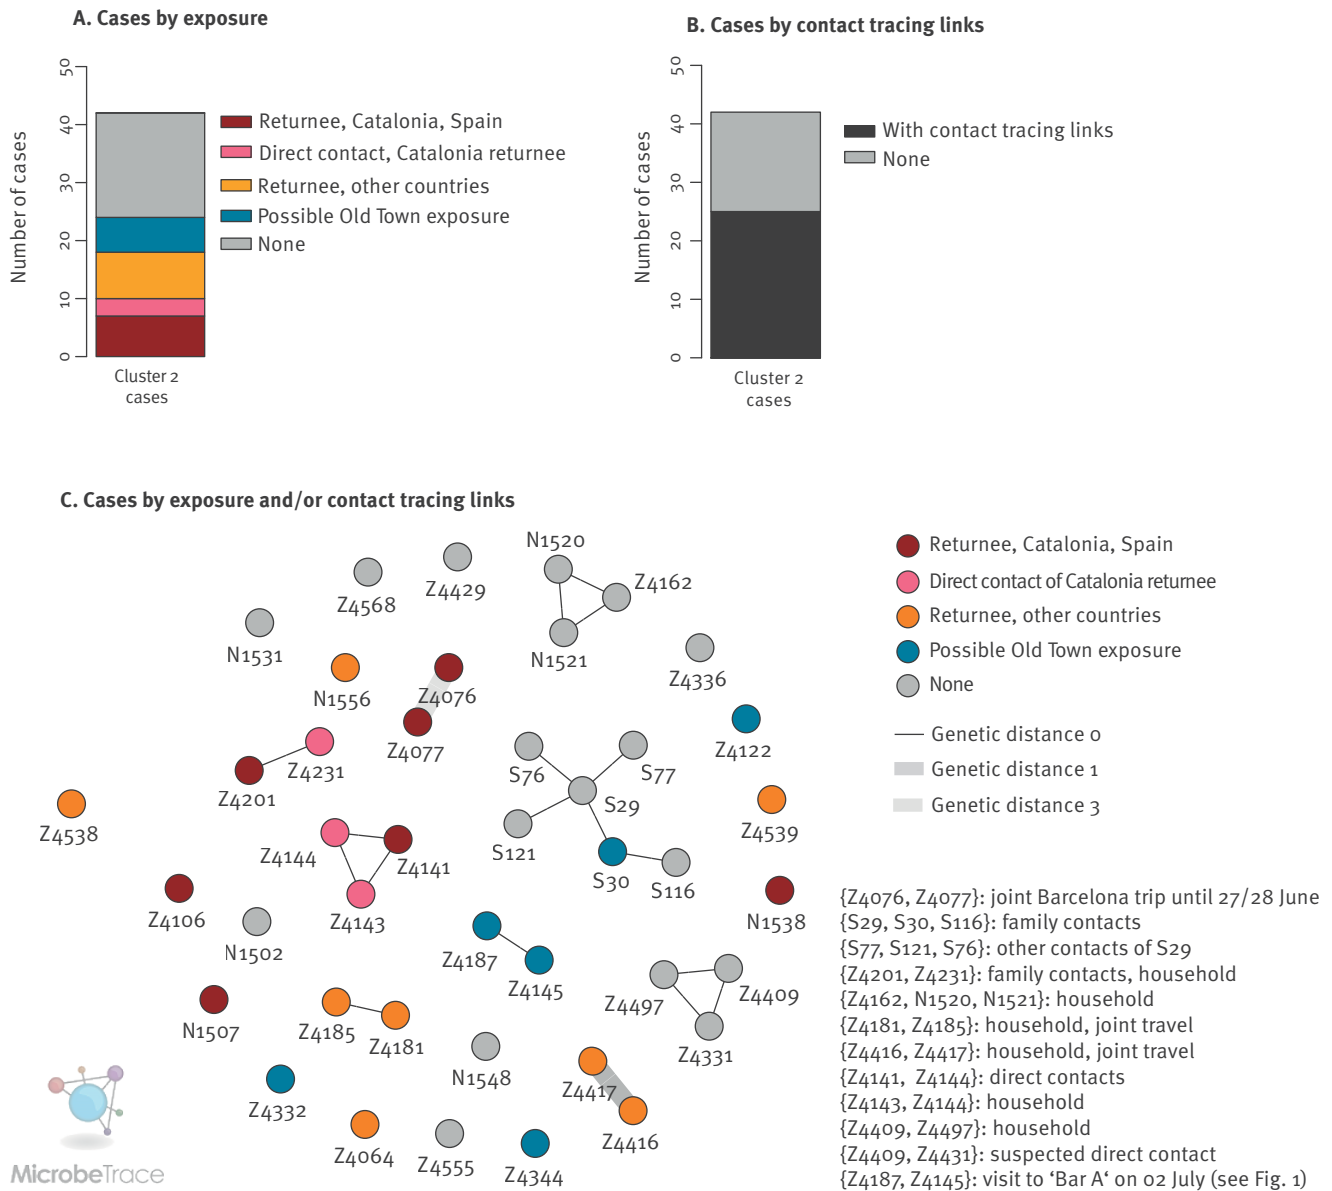 A. Cases by exposure
Number of cases
50
40
30
20
10
0
Cluster 2
cases
Returnee, Catalonia, Spain
Direct contact, Catalonia returnee
Returnee, other countries
Possible Old Town exposure
None
B. Cases by contact tracing links
Number of cases
50
40
30
20
10
0
Cluster 2
cases
With contact tracing links
None
C. Cases by exposure and/or contact tracing links
N1520
Z4162
N1521
Z4429
Z4568
N1531
N1556
Z4076
Z4077
Z4336
Z4122
Z4231
Z4201
S76
S77
S29
S121
S30
S116
Z4538
Z4539
Z4144
Z4141
Z4143
Z4106
N1502
N1538
Z4187
Z4145
Z4497
Z4409
Z4331
N1507
Z4185
Z4181
N1548
Z4417
Z4416
Z4332
Z4064
Z4555
Z4344
Returnee, Catalonia, Spain
Direct contact of Catalonia returnee
Returnee, other countries
Possible Old Town exposure
None
Genetic distance 0
Genetic distance 1
Genetic distance 3
{Z4076, Z4077}: joint Barcelona trip until 27/28 June
{S29, S30, S116}: family contacts
{S77, S121, S76}: other contacts of S29
{Z4201, Z4231}: family contacts, household
{Z4162, N1520, N1521}: household
{Z4181, Z4185}: household, joint travel
{Z4416, Z4417}: household, joint travel
{Z4141, Z4144}: direct contacts
{Z4143, Z4144}: household
{Z4409, Z4497}: household
{Z4409, Z4431}: suspected direct contact
{Z4187, Z4145}: visit to ‘Bar A‘ on 02 July (see Fig. 1)
MicrobeTrace